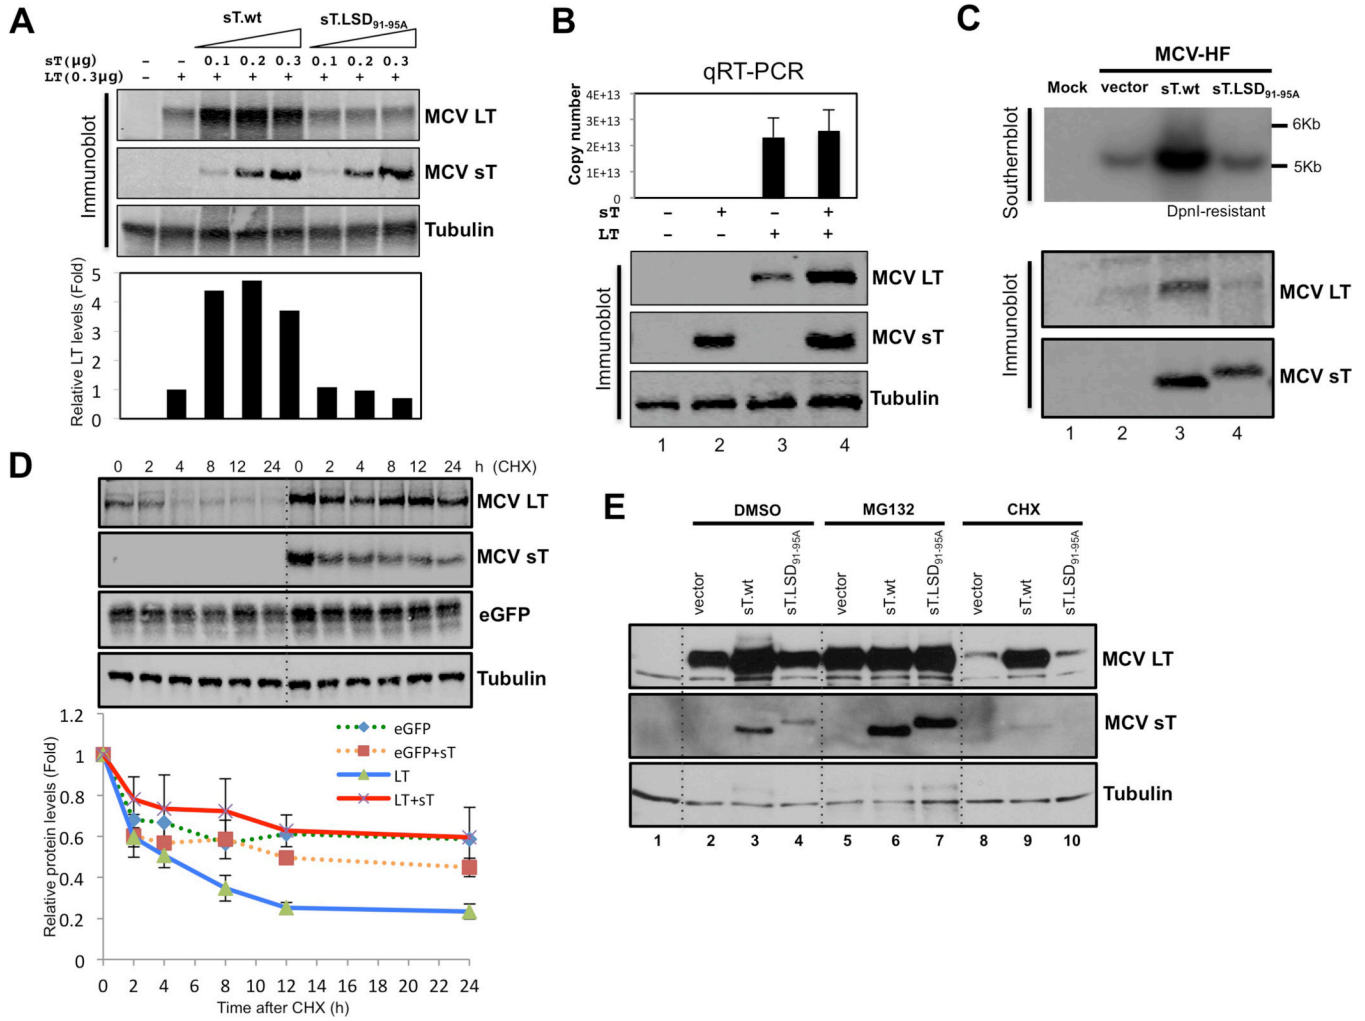 A
sT.wt
sT.LSD91-95A
sT(µg) – – 0.1 0.2 0.3 0.1 0.2 0.3
LT(0.3µg) – + + + + + + +
Immunoblot
MCV LT
MCV sT
Tubulin
Relative LT levels (Fold)
5
4
3
2
1
0
B
qRT-PCR
Copy number
4E+13
3E+13
2E+13
1E+13
0
sT – + – +
LT – – + +
Immunoblot
MCV LT
MCV sT
Tubulin
1 2 3 4
C
MCV-HF
Mock vector sT.wt sT.LSD91-95A
Southernblot
6Kb
5Kb
DpnI-resistant
Immunoblot
MCV LT
MCV sT
1 2 3 4
D
0 2 4 8 12 24 0 2 4 8 12 24 h (CHX)
MCV LT
MCV sT
eGFP
Tubulin
Relative protein levels (Fold)
1.2
1
0.8
0.6
0.4
0.2
0
eGFP
eGFP+sT
LT
LT+sT
0 2 4 6 8 10 12 14 16 18 20 22 24
Time after CHX (h)
E
DMSO MG132 CHX
vector sT.wt sT.LSD91-95A vector sT.wt sT.LSD91-95A vector sT.wt sT.LSD91-95A
MCV LT
MCV sT
Tubulin
1 2 3 4 5 6 7 8 9 10